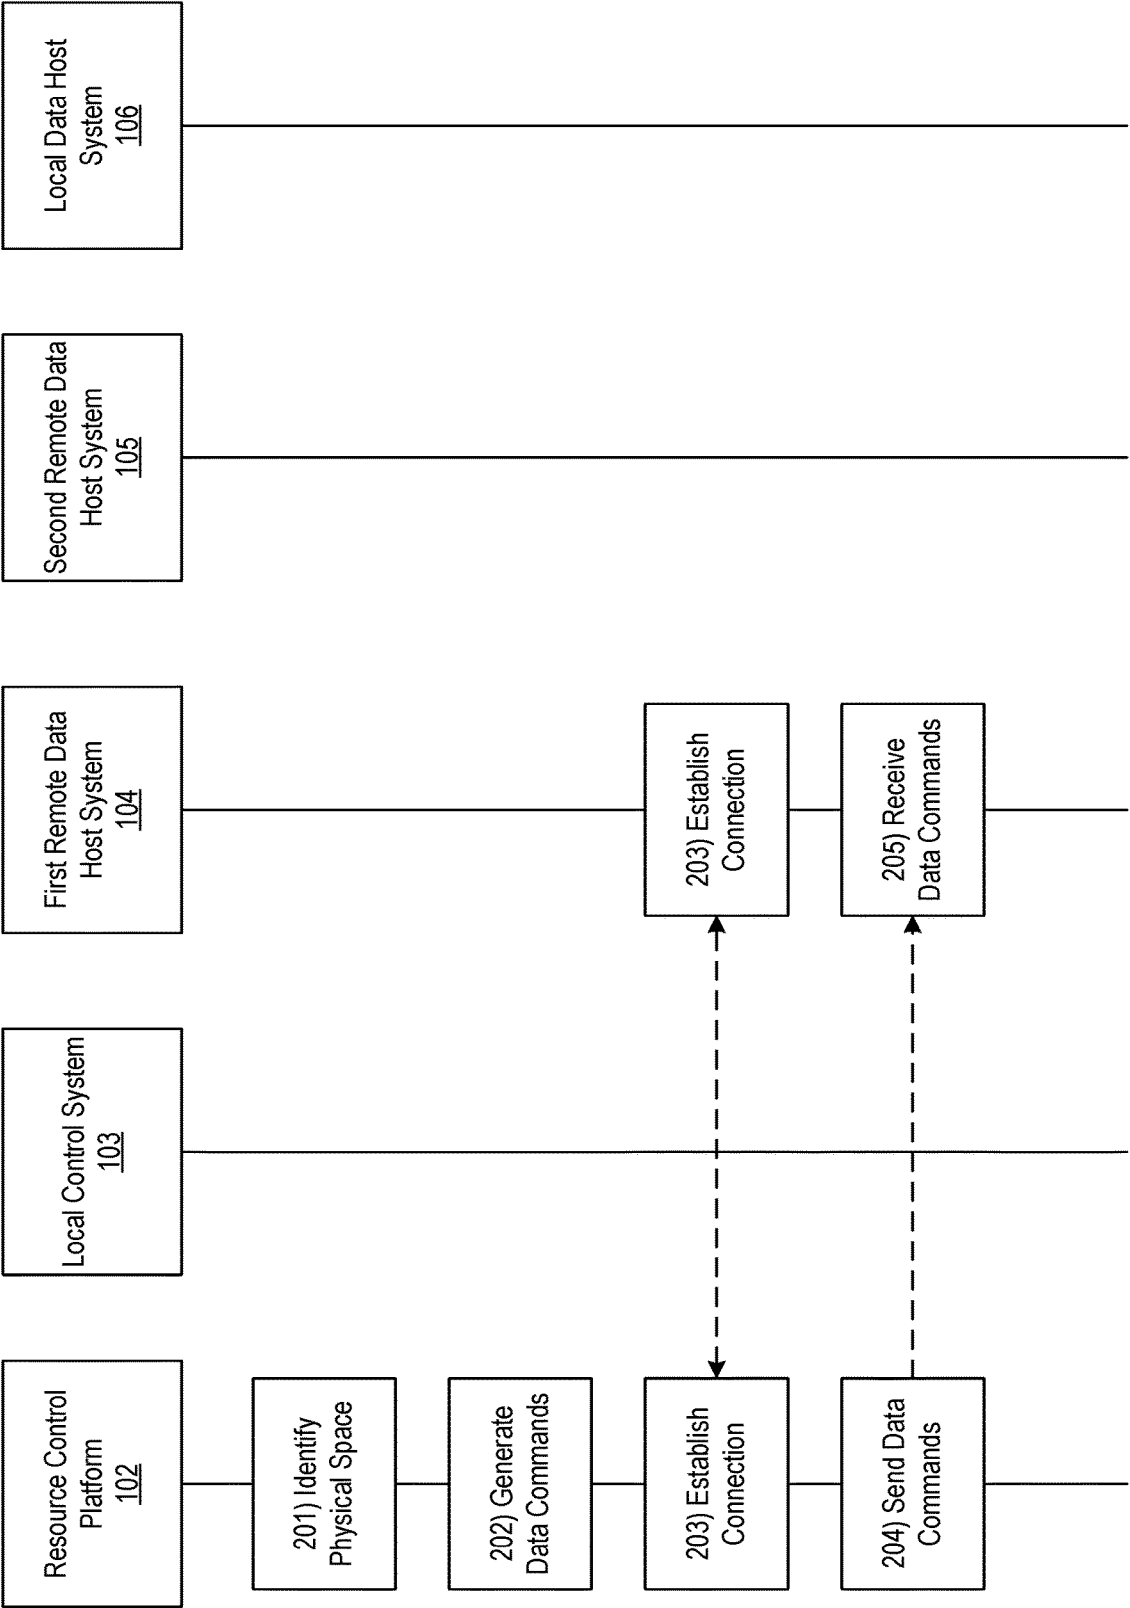 Resource Control
Platform
102
Local Control System
103
First Remote Data
Host System
104
Second Remote Data
Host System
105
Local Data Host
System
106
201) Identify
Physical Space
202) Generate
Data Commands
203) Establish
Connection
203) Establish
Connection
204) Send Data
Commands
205) Receive
Data Commands